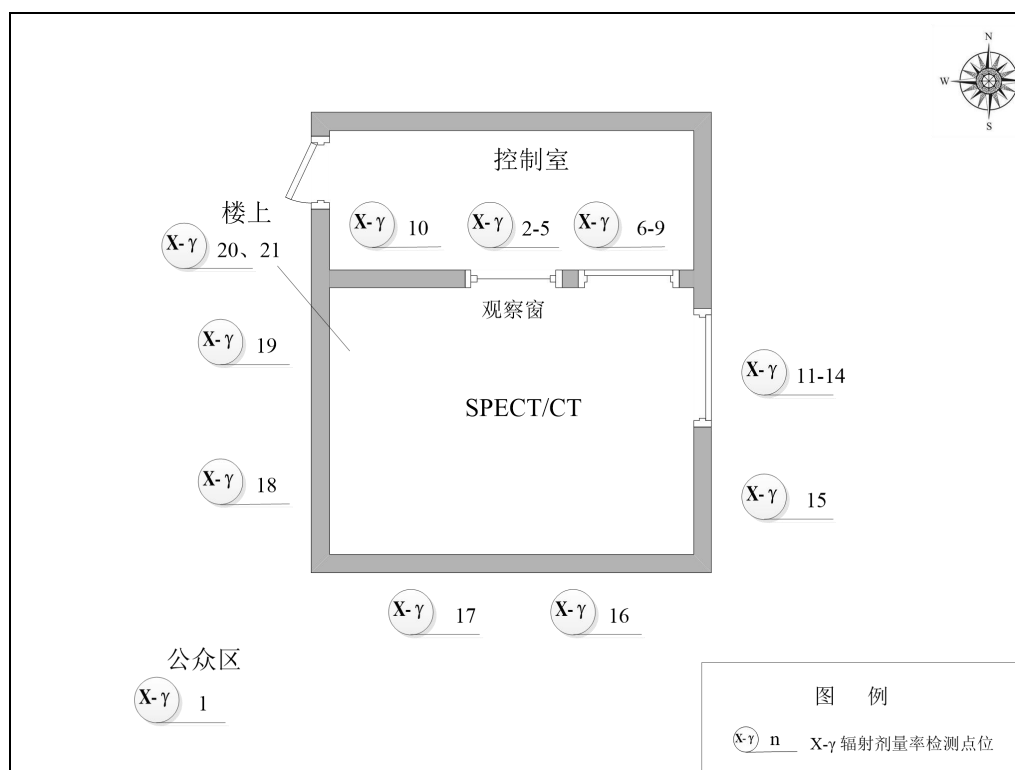 N
W
S
控制室
楼上
X-γ 10
X-γ 2-5
X-γ 6-9
X-γ 20、21
观察窗
X-γ 19
X-γ 11-14
SPECT/CT
X-γ 18
X-γ 15
X-γ 17
X-γ 16
公众区
X-γ 1
图 例
X-γ n X-γ 辐射剂量率检测点位